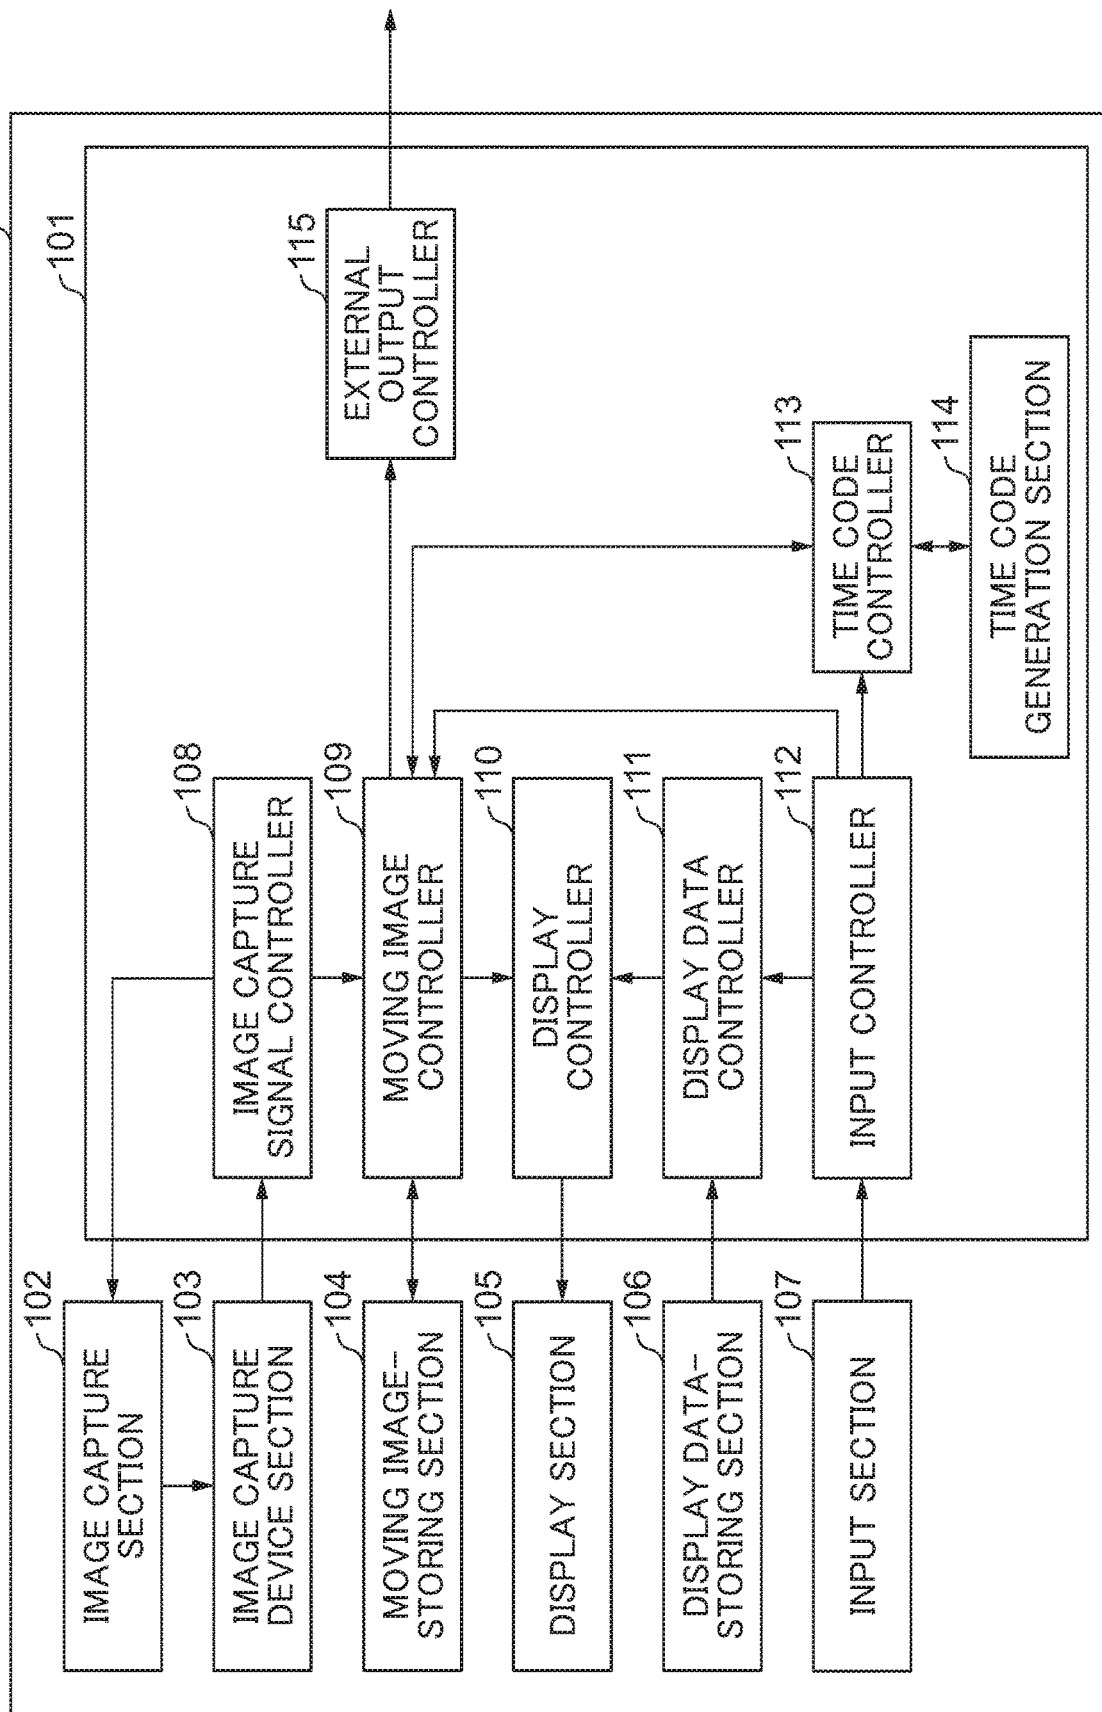 101
102
IMAGE CAPTURE
SECTION
103
IMAGE CAPTURE
DEVICE SECTION
104
MOVING IMAGE-
STORING SECTION
105
DISPLAY SECTION
106
DISPLAY DATA-
STORING SECTION
107
INPUT SECTION
108
IMAGE CAPTURE
SIGNAL CONTROLLER
109
MOVING IMAGE
CONTROLLER
110
DISPLAY
CONTROLLER
111
DISPLAY DATA
CONTROLLER
112
INPUT CONTROLLER
113
TIME CODE
CONTROLLER
114
TIME CODE
GENERATION SECTION
115
EXTERNAL
OUTPUT
CONTROLLER